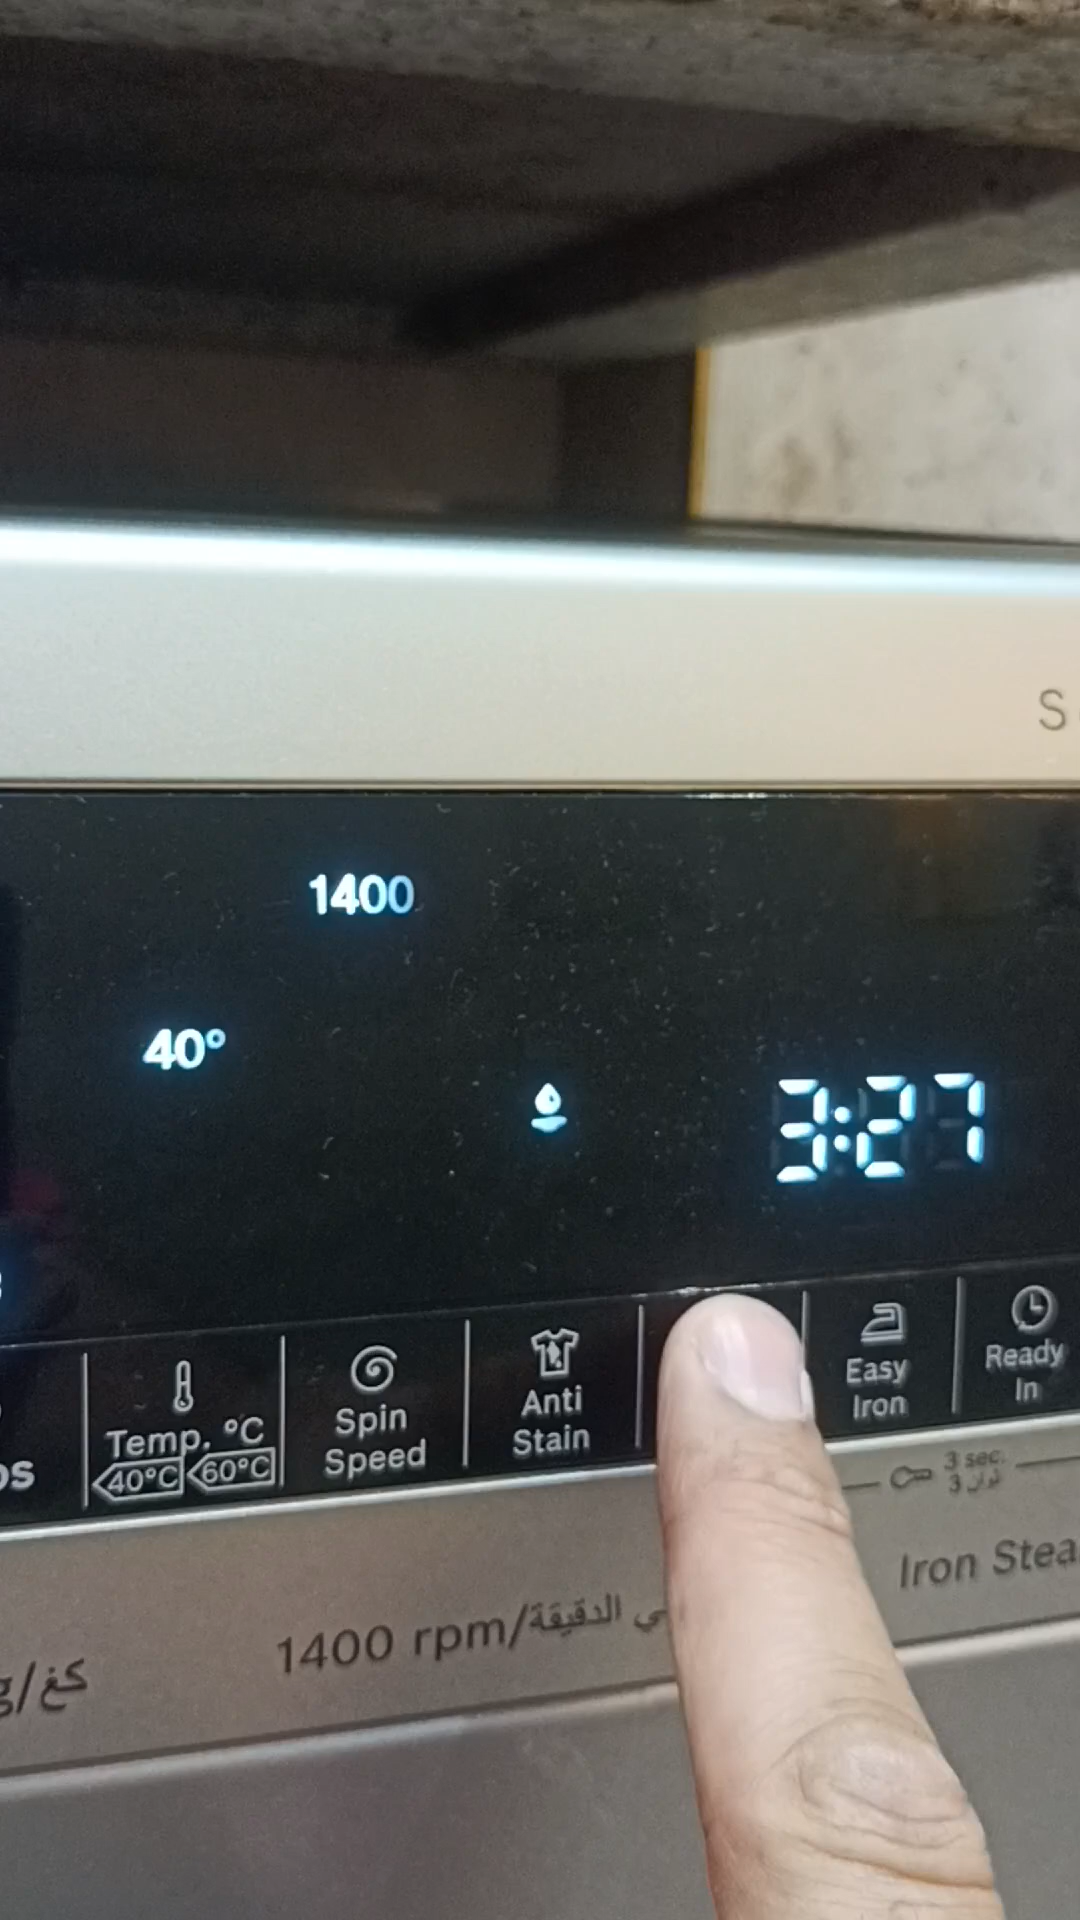 1400
40°
3:27
Temp. °C
40°C 60°C
Spin
Speed
Anti
Stain
Easy
Iron
Ready
In
3 sec.
3 ثوان
1400 rpm/الدقيقة
Iron
كغ/